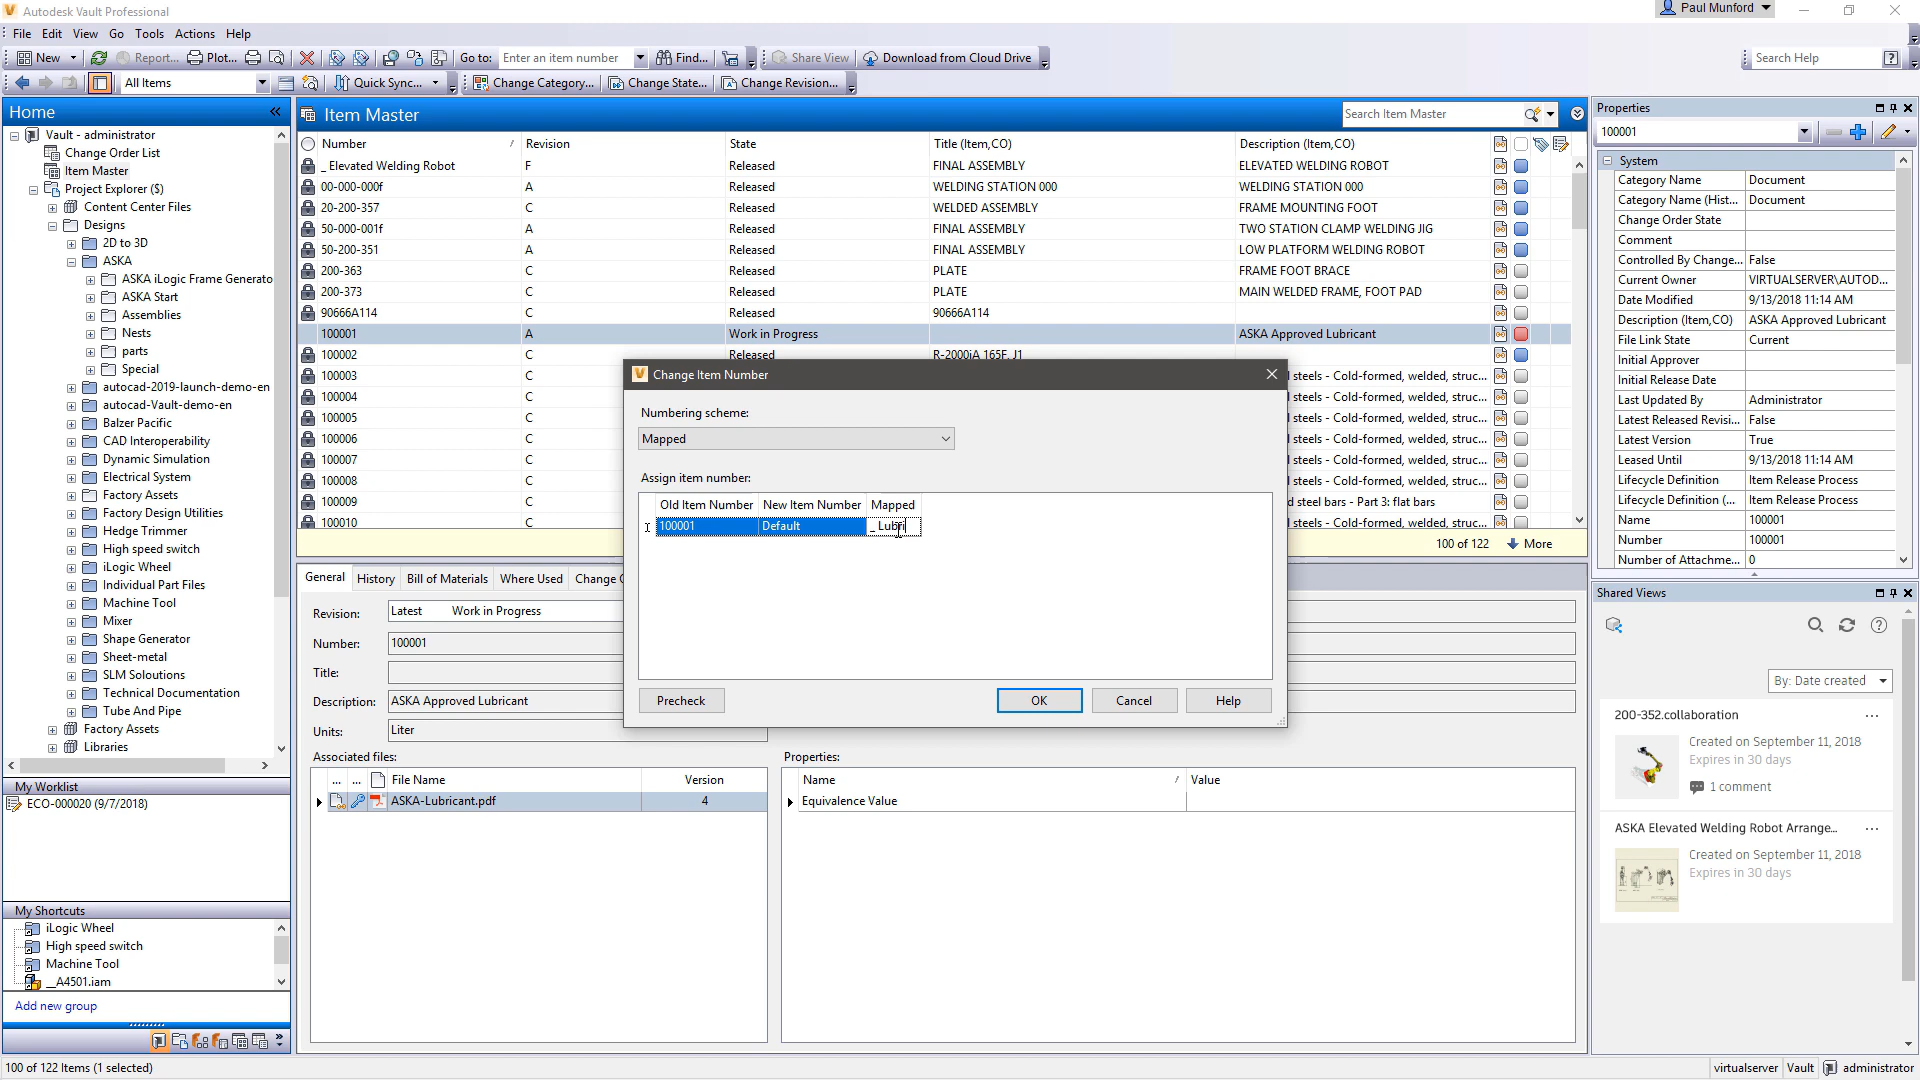 Autodesk Vault Professional
Paul Munford
File Edit View Go Tools Actions Help
New Report... Plot... Go to: Enter an item number Find... Share View Download from Cloud Drive Search Help
All Items Quick Sync... Change Category... Change State... Change Revision...
Home
Vault - administrator
Change Order List
Item Master
Project Explorer ($)
Content Center Files
Designs
2D to 3D
ASKA
ASKA iLogic Frame Generato
ASKA Start
Assemblies
Nests
parts
Special
autocad-2019-launch-demo-en
autocad-Vault-demo-en
Balzer Pacific
CAD Interoperability
Dynamic Simulation
Electrical System
Factory Assets
Factory Design Utilities
Hedge Trimmer
High speed switch
iLogic Wheel
Individual Part Files
Machine Tool
Mixer
Shape Generator
Sheet-metal
SLM Soloutions
Technical Documentation
Tube And Pipe
Factory Assets
Libraries
My Worklist
ECO-000020 (9/7/2018)
My Shortcuts
iLogic Wheel
High speed switch
Machine Tool
__A4501.iam
Add new group
Item Master
Search Item Master
Number / Revision State Title (Item,CO) Description (Item,CO)
_ Elevated Welding Robot F Released FINAL ASSEMBLY ELEVATED WELDING ROBOT
00-000-000f A Released WELDING STATION 000 WELDING STATION 000
20-200-357 C Released WELDED ASSEMBLY FRAME MOUNTING FOOT
50-000-001f A Released FINAL ASSEMBLY TWO STATION CLAMP WELDING JIG
50-200-351 A Released FINAL ASSEMBLY LOW PLATFORM WELDING ROBOT
200-363 C Released PLATE FRAME FOOT BRACE
200-373 C Released PLATE MAIN WELDED FRAME, FOOT PAD
90666A114 C Released 90666A114
100001 A Work in Progress ASKA Approved Lubricant
100002 C Released R-2000iA 165F, J1
100003 C steels - Cold-formed, welded, struc...
100004 C steels - Cold-formed, welded, struc...
100005 C steels - Cold-formed, welded, struc...
100006 C steels - Cold-formed, welded, struc...
100007 C steels - Cold-formed, welded, struc...
100008 C steels - Cold-formed, welded, struc...
100009 C steel bars - Part 3: flat bars
100010 C steels - Cold-formed, welded, struc...
100 of 122 More
Change Item Number
Numbering scheme:
Mapped
Assign item number:
Old Item Number New Item Number Mapped
100001 Default _ Lubri
Precheck OK Cancel Help
General History Bill of Materials Where Used Change
Revision: Latest Work in Progress
Number: 100001
Title:
Description: ASKA Approved Lubricant
Units: Liter
Associated files:
... ... File Name Version
ASKA-Lubricant.pdf 4
Properties:
Name / Value
Equivalence Value
Properties
100001
System
Category Name Document
Category Name (Hist... Document
Change Order State
Comment
Controlled By Change... False
Current Owner VIRTUALSERVER\AUTOD...
Date Modified 9/13/2018 11:14 AM
Description (Item,CO) ASKA Approved Lubricant
File Link State Current
Initial Approver
Initial Release Date
Last Updated By Administrator
Latest Released Revisi... False
Latest Version True
Leased Until 9/13/2018 11:14 AM
Lifecycle Definition Item Release Process
Lifecycle Definition (... Item Release Process
Name 100001
Number 100001
Number of Attachme... 0
Shared Views
By: Date created
200-352.collaboration ...
Created on September 11, 2018
Expires in 30 days
1 comment
ASKA Elevated Welding Robot Arrange... ...
Created on September 11, 2018
Expires in 30 days
100 of 122 Items (1 selected)
virtualserver Vault administrator